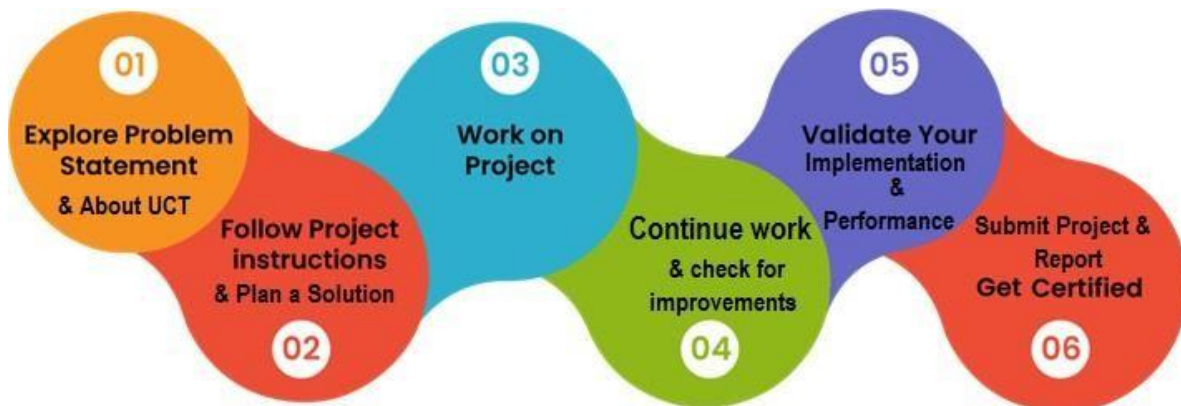 01
Explore Problem
Statement
& About UCT
Follow Project
instructions
& Plan a Solution
02
03
Work on
Project
Continue work
& check for
improvements
04
05
Validate Your
Implementation
&
Performance
Submit Project &
Report
Get Certified
06